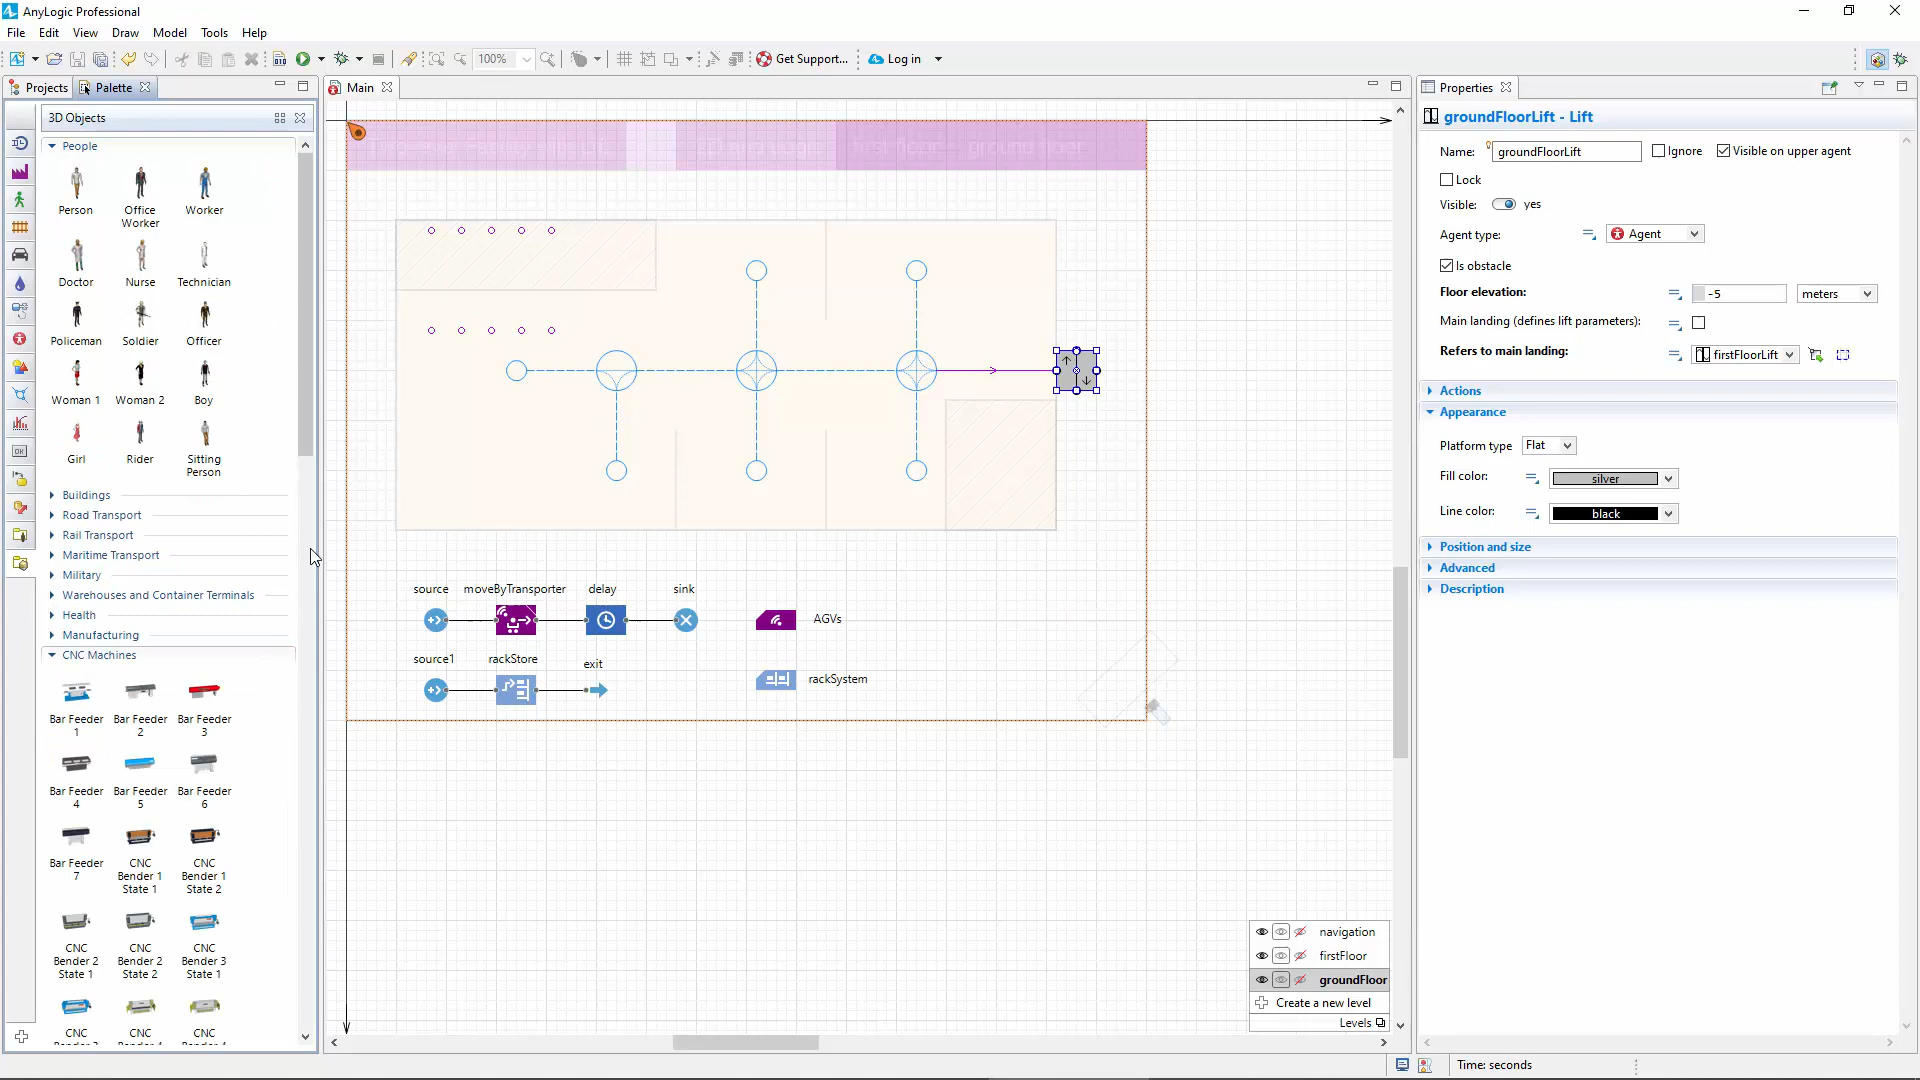 AnyLogic Professional
File Edit View Draw Model Tools Help
100% Get Support... Log in
Projects Palette
Main
Properties
3D Objects
People
Person Office Worker Worker
Doctor Nurse Technician
Policeman Soldier Officer
Woman 1 Woman 2 Boy
Girl Rider Sitting Person
Buildings
Road Transport
Rail Transport
Maritime Transport
Military
Warehouses and Container Terminals
Health
Manufacturing
CNC Machines
Bar Feeder 1 Bar Feeder 2 Bar Feeder 3
Bar Feeder 4 Bar Feeder 5 Bar Feeder 6
Bar Feeder 7 CNC Bender 1 State 1 CNC Bender 1 State 2
CNC Bender 2 State 1 CNC Bender 2 State 2 CNC Bender 3 State 1
CNC CNC CNC
source moveByTransporter delay sink
AGVs
source1 rackStore exit
rackSystem
navigation
firstFloor
groundFloor
Create a new level
Levels
groundFloorLift - Lift
Name: groundFloorLift Ignore Visible on upper agent
Lock
Visible: yes
Agent type: Agent
Is obstacle
Floor elevation: -5 meters
Main landing (defines lift parameters):
Refers to main landing: firstFloorLift
Actions
Appearance
Platform type Flat
Fill color: silver
Line color: black
Position and size
Advanced
Description
Time: seconds